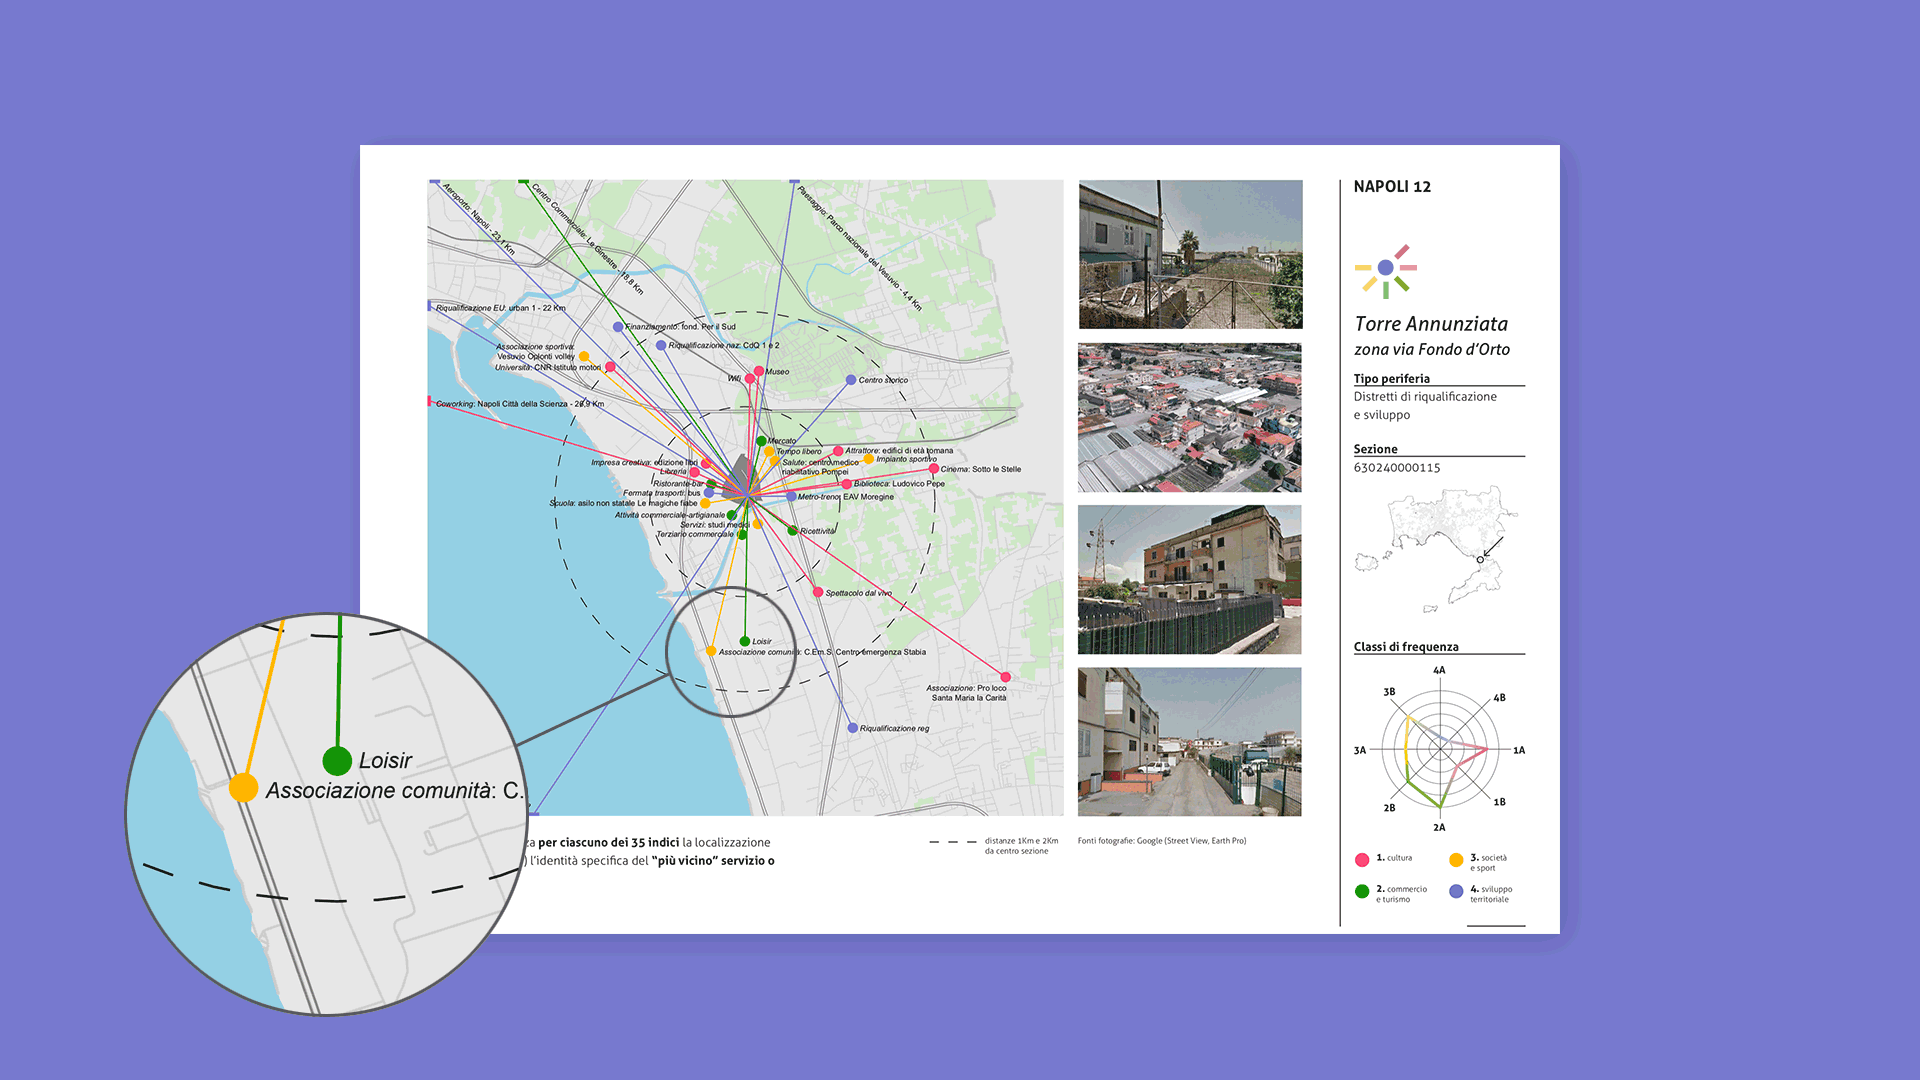 Aeroporto: Napoli - 23,1 Km
Centro Commerciale: Le Ginestre - 18,8 Km
Paesaggio: Parco nazionale del Vesuvio - 4,4 Km
Riqualificazione EU: urban 1 - 22 Km
Finanziamento: fond. Per il Sud
Riqualificazione naz: CdQ 1 e 2
Associazione sportiva:
Vesuvio Oplonti volley
Università: CNR Istituto motori
Museo
Wifi
Centro storico
Coworking: Napoli Città della Scienza - 26,9 Km
Mercato
Tempo libero
Attrattore: edifici di età romana
Impianto sportivo
Salute: centro medico
riabilitativo Pompei
Impresa creativa: edizione libri
Libreria
Cinema: Sotto le Stelle
Ristorante-bar
Biblioteca: Ludovico Pepe
Fermata trasporti: bus
Metro-treno: EAV Moregine
Scuola: asilo non statale Le magiche fiabe
Attività commerciale-artigianale
Servizi: studi medici
Terziario commerciale
Ricettività
Spettacolo dal vivo
Loisir
Associazione comunità: C.Em.S. Centro emergenza Stabia
Associazione: Pro loco
Santa Maria la Carità
Riqualificazione reg
Loisir
Associazione comunità: C.
per ciascuno dei 35 indici la localizzazione
l'identità specifica del “più vicino” servizio o
distanze 1Km e 2Km
da centro sezione
Fonti fotografie: Google (Street View, Earth Pro)
NAPOLI 12
Torre Annunziata
zona via Fondo d'Orto
Tipo periferia
Distretti di riqualificazione
e sviluppo
Sezione
630240000115
Classi di frequenza
4A
3B
4B
3A
1A
2B
1B
2A
1. cultura
3. società
e sport
2. commercio
e turismo
4. sviluppo
territoriale